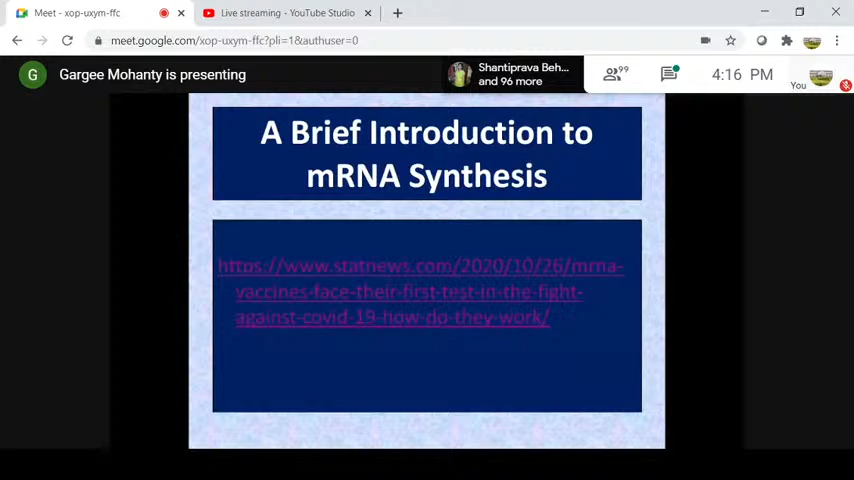 Meet - xop-uxym-ffc
Live streaming - YouTube Studio
meet.google.com/xop-uxym-ffc?pli=1&authuser=0
G
Gargee Mohanty is presenting
Shantiprava Beh...
and 96 more
99
4:16 PM
You
A Brief Introduction to
mRNA Synthesis
https://www.statnews.com/2020/10/26/mrna-
vaccines-face-their-first-test-in-the-fight-
against-covid-19-how-do-they-work/